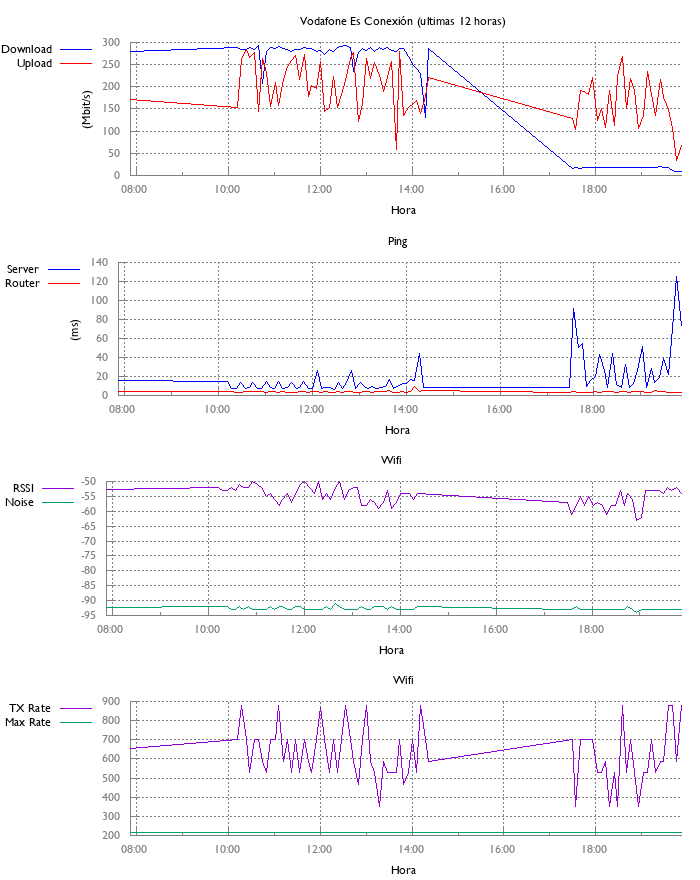 Vodafone Es Conexión (ultimas 12 horas)
Download
Upload
(Mbit/s)
300
250
200
150
100
50
0
08:00 10:00 12:00 14:00 16:00 18:00
Hora
Ping
Server
Router
(ms)
140
120
100
80
60
40
20
0
08:00 10:00 12:00 14:00 16:00 18:00
Hora
Wifi
RSSI
Noise
-50
-55
-60
-65
-70
-75
-80
-85
-90
-95
08:00 10:00 12:00 14:00 16:00 18:00
Hora
Wifi
TX Rate
Max Rate
900
800
700
600
500
400
300
200
08:00 10:00 12:00 14:00 16:00 18:00
Hora